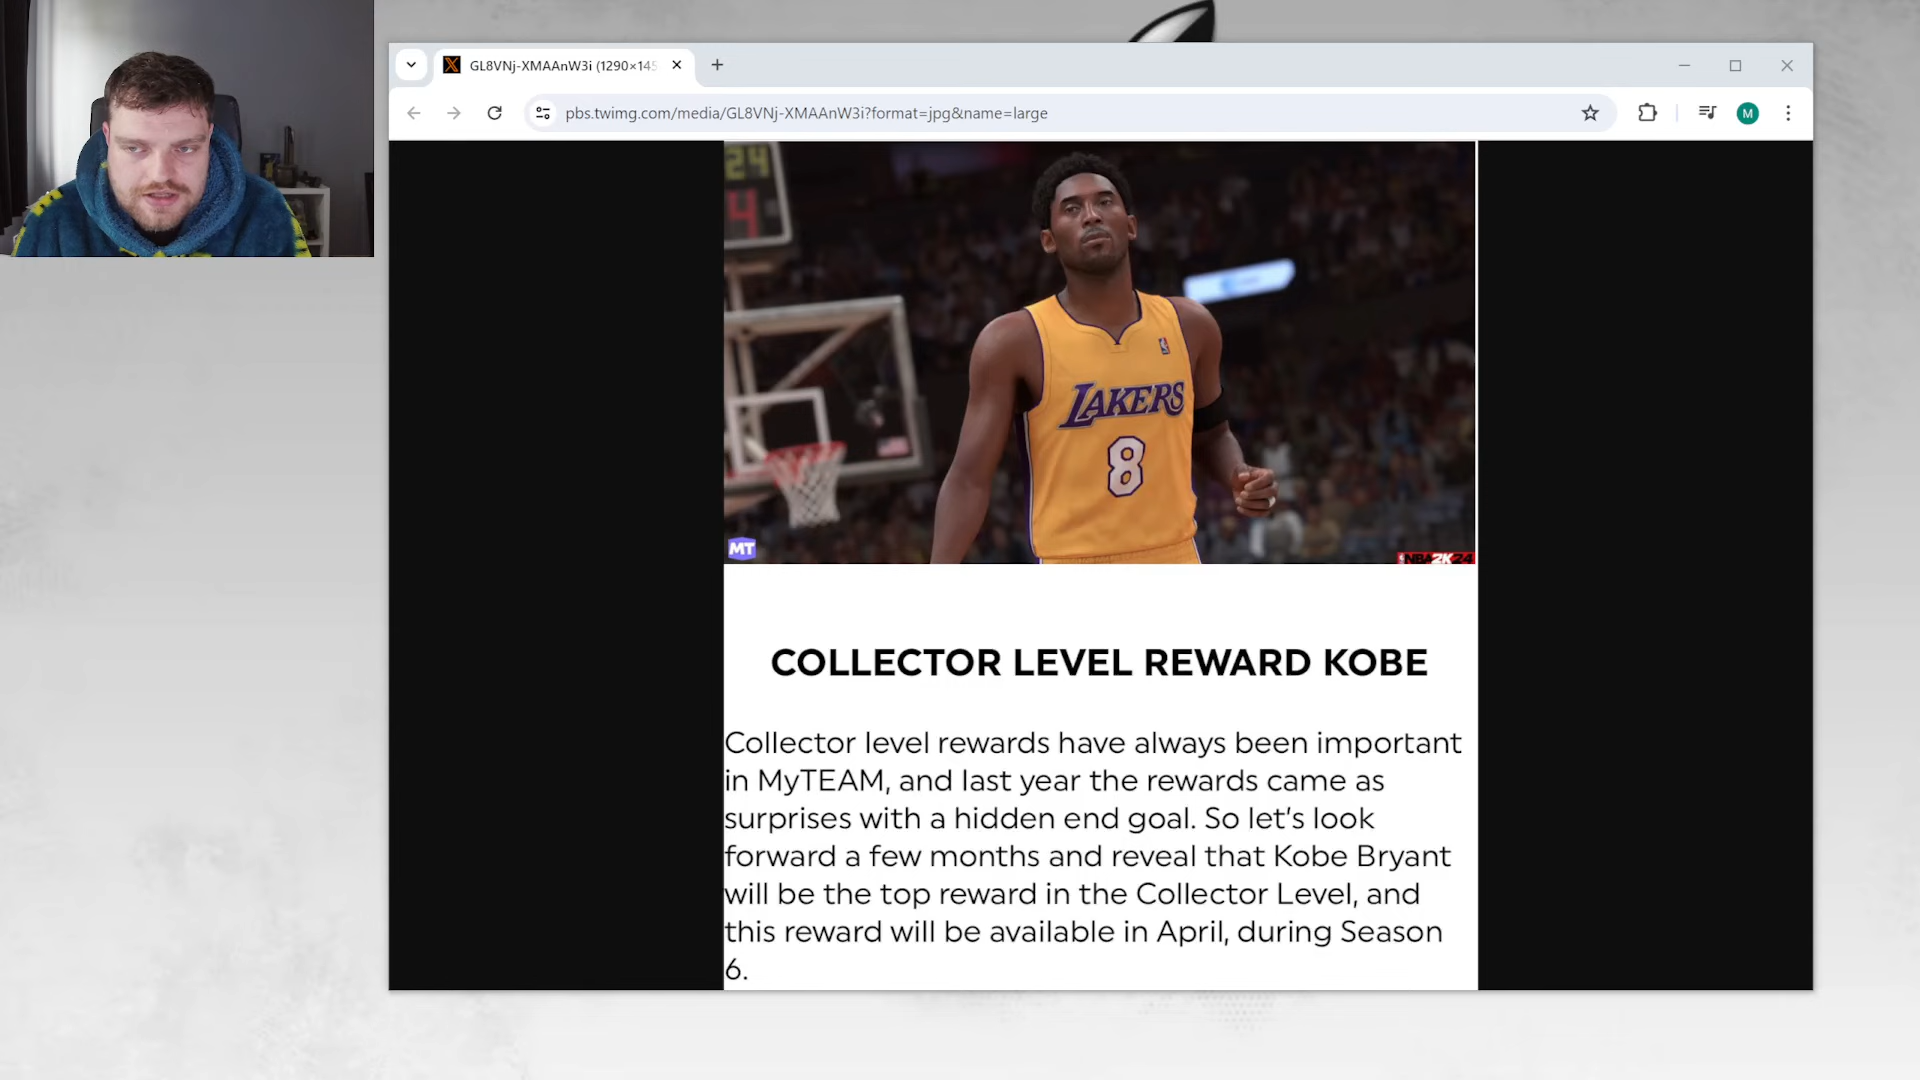 GL8VNj-XMAAnW3i (1290×145
pbs.twimg.com/media/GL8VNj-XMAAnW3i?format=jpg&name=large
M
24
4
LAKERS
8
MT
NBA 2K24
COLLECTOR LEVEL REWARD KOBE
Collector level rewards have always been important
in MyTEAM, and last year the rewards came as
surprises with a hidden end goal. So let’s look
forward a few months and reveal that Kobe Bryant
will be the top reward in the Collector Level, and
this reward will be available in April, during Season
6.